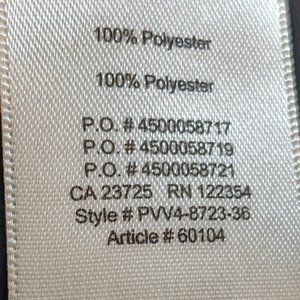 100% Polyester
100% Polyester
P.O. # 4500058717
P.O. # 4500058719
P.O. # 4500058721
CA 23725 RN 122354
Style # PVV4-8723-36
Article # 60104